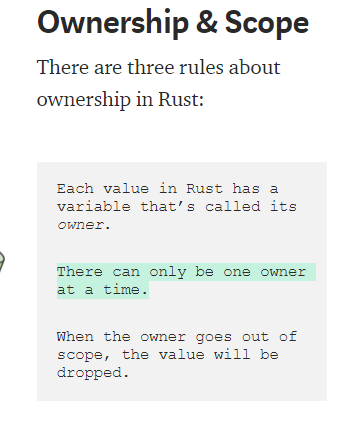 Ownership & Scope
There are three rules about
ownership in Rust:
Each value in Rust has a
variable that’s called its
owner.
There can only be one owner
at a time.
When the owner goes out of
scope, the value will be
dropped.